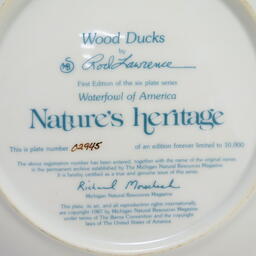 Wood Ducks
by
MS Rod Lawrence
First Edition of the six plate series
Waterfowl of America
Nature's heritage
This is plate number 02945 of an edition forever limited to 10,000
The above registration number has been entered, together with the name of the original owner,
in the permanent archive established by The Michigan Natural Resources Magazine.
It is hereby certified as a true and genuine issue of this series.
Michigan Natural Resources Magazine
This plate, its art, and all reproduction rights internationally,
are copyright 1987 by Michigan Natural Resources Magazine
under terms of The Berne Convention and the copyright
laws of The United States of America